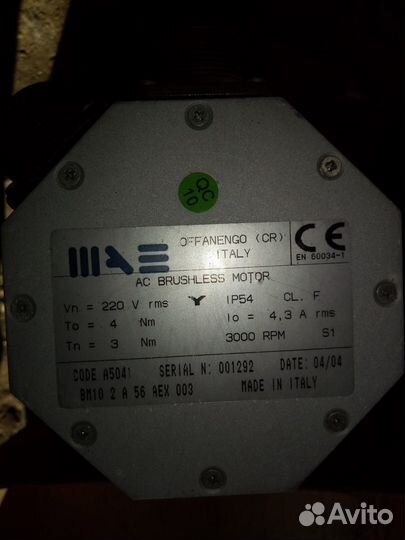 QC
10
MAE
OFFANENGO (CR)
ITALY
CE
EN 60034-1
AC BRUSHLESS MOTOR
Vn = 220 V rms Y IP54 CL. F
To = 4 Nm Io = 4,3 A rms
Tn = 3 Nm 3000 RPM S1
CODE A5041 SERIAL N: 001292 DATE: 04/04
BM10 2 A 56 AEX 003 MADE IN ITALY
Avito